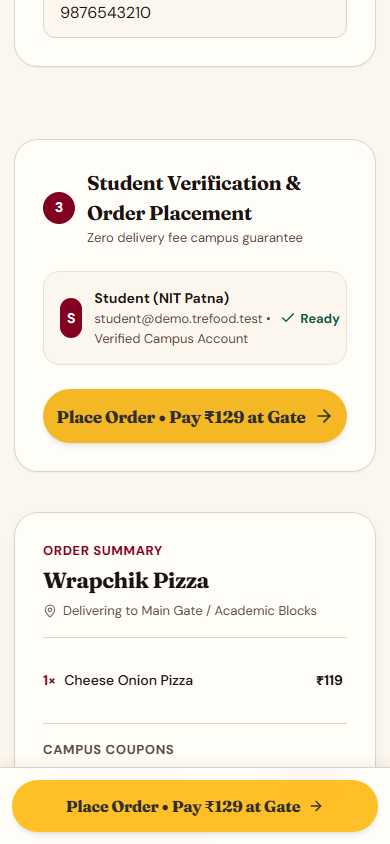 9876543210
3
Student Verification &
Order Placement
Zero delivery fee campus guarantee
S
Student (NIT Patna)
student@demo.trefood.test •
Verified Campus Account
Ready
Place Order • Pay ₹129 at Gate
ORDER SUMMARY
Wrapchik Pizza
Delivering to Main Gate / Academic Blocks
1× Cheese Onion Pizza ₹119
CAMPUS COUPONS
Place Order • Pay ₹129 at Gate